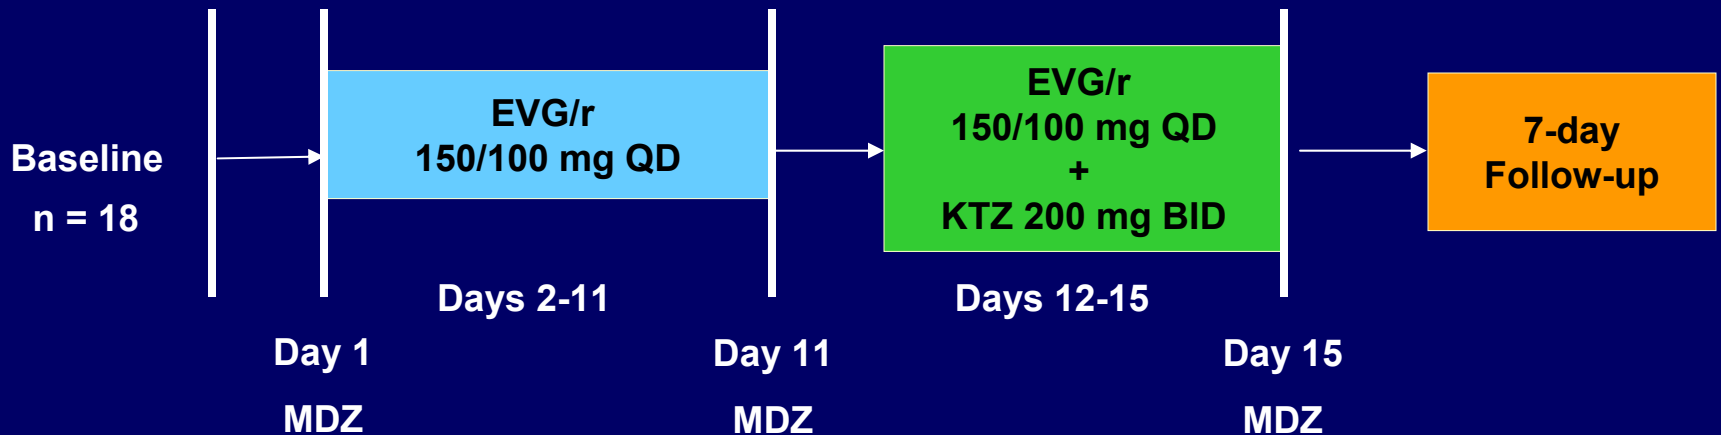 Baseline
n = 18
EVG/r
150/100 mg QD
EVG/r
150/100 mg QD
+
KTZ 200 mg BID
7-day
Follow-up
Days 2-11
Days 12-15
Day 1
MDZ
Day 11
MDZ
Day 15
MDZ